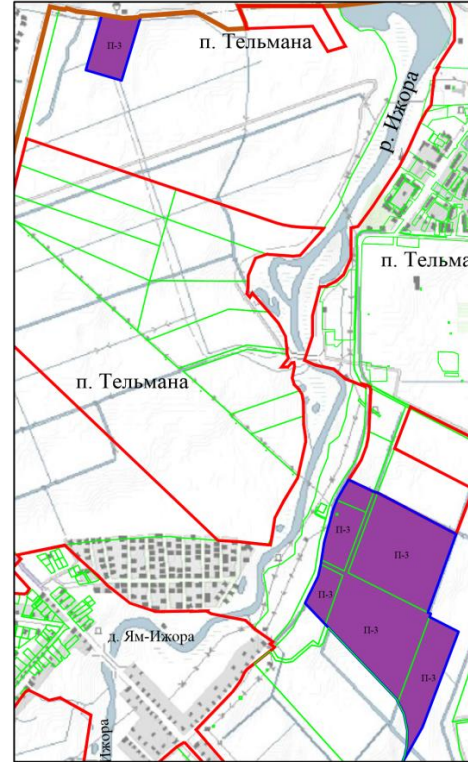 П-3
п. Тельмана
р. Ижора
п. Тельма
п. Тельмана
П-3
П-3
П-3
П-3
П-3
д. Ям-Ижора
Ижора